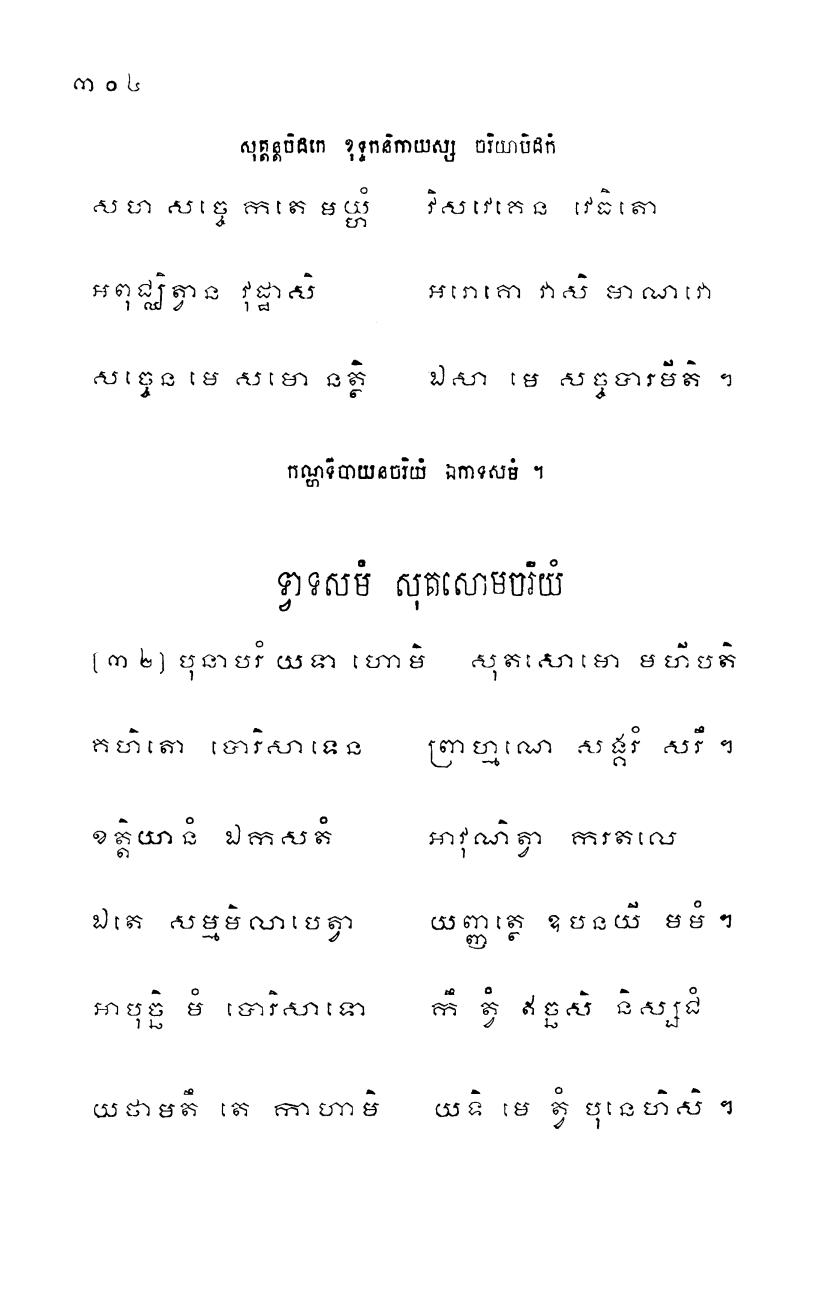 ៣០៤
សុត្តន្តបិដកេ ខុទ្ទកនិកាយស្ស ចរិយាបិដកំ
សហ សច្ចេ កតេ មយ្ហំ វិសវេគេន វេធិតោ
អពុជ្ឈិត្វាន វុដ្ឋាសិ អរោគោ វាសិ មាណវោ
សច្ចេន មេ សមោ នត្ថិ ឯសា មេ សច្ចបារមីតិ ។
កណ្ហទីបាយនចរិយំ ឯកាទសមំ ។
ទ្វាទសមំ សុតសោមចរិយំ
(៣២) បុនាបរំ យទា ហោមិ សុតសោមោ មហីបតិ
គហិតោ បោរិសាទេន ព្រាហ្មណេ សង្គរំ សរឹ ។
ខត្តិយានំ ឯកសតំ អាវុណិត្វា ករតលេ
ឯតេ សម្មមិលាបេត្វា យញ្ញត្ថេ ឧបនយី មមំ ។
អាបុច្ឆិ មំ បោរិសាទោ កឹ ត្វំ ឥច្ឆសិ និស្សជំ
យថាមតឹ តេ កាហាមិ យទិ មេ ត្វំ បុនេហិសិ ។